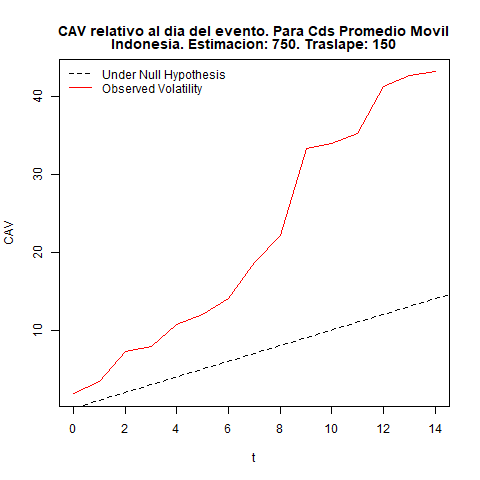 CAV relativo al dia del evento. Para Cds Promedio Movil
Indonesia. Estimacion: 750. Traslape: 150
Under Null Hypothesis
Observed Volatility
40
30
20
10
CAV
0 2 4 6 8 10 12 14
t